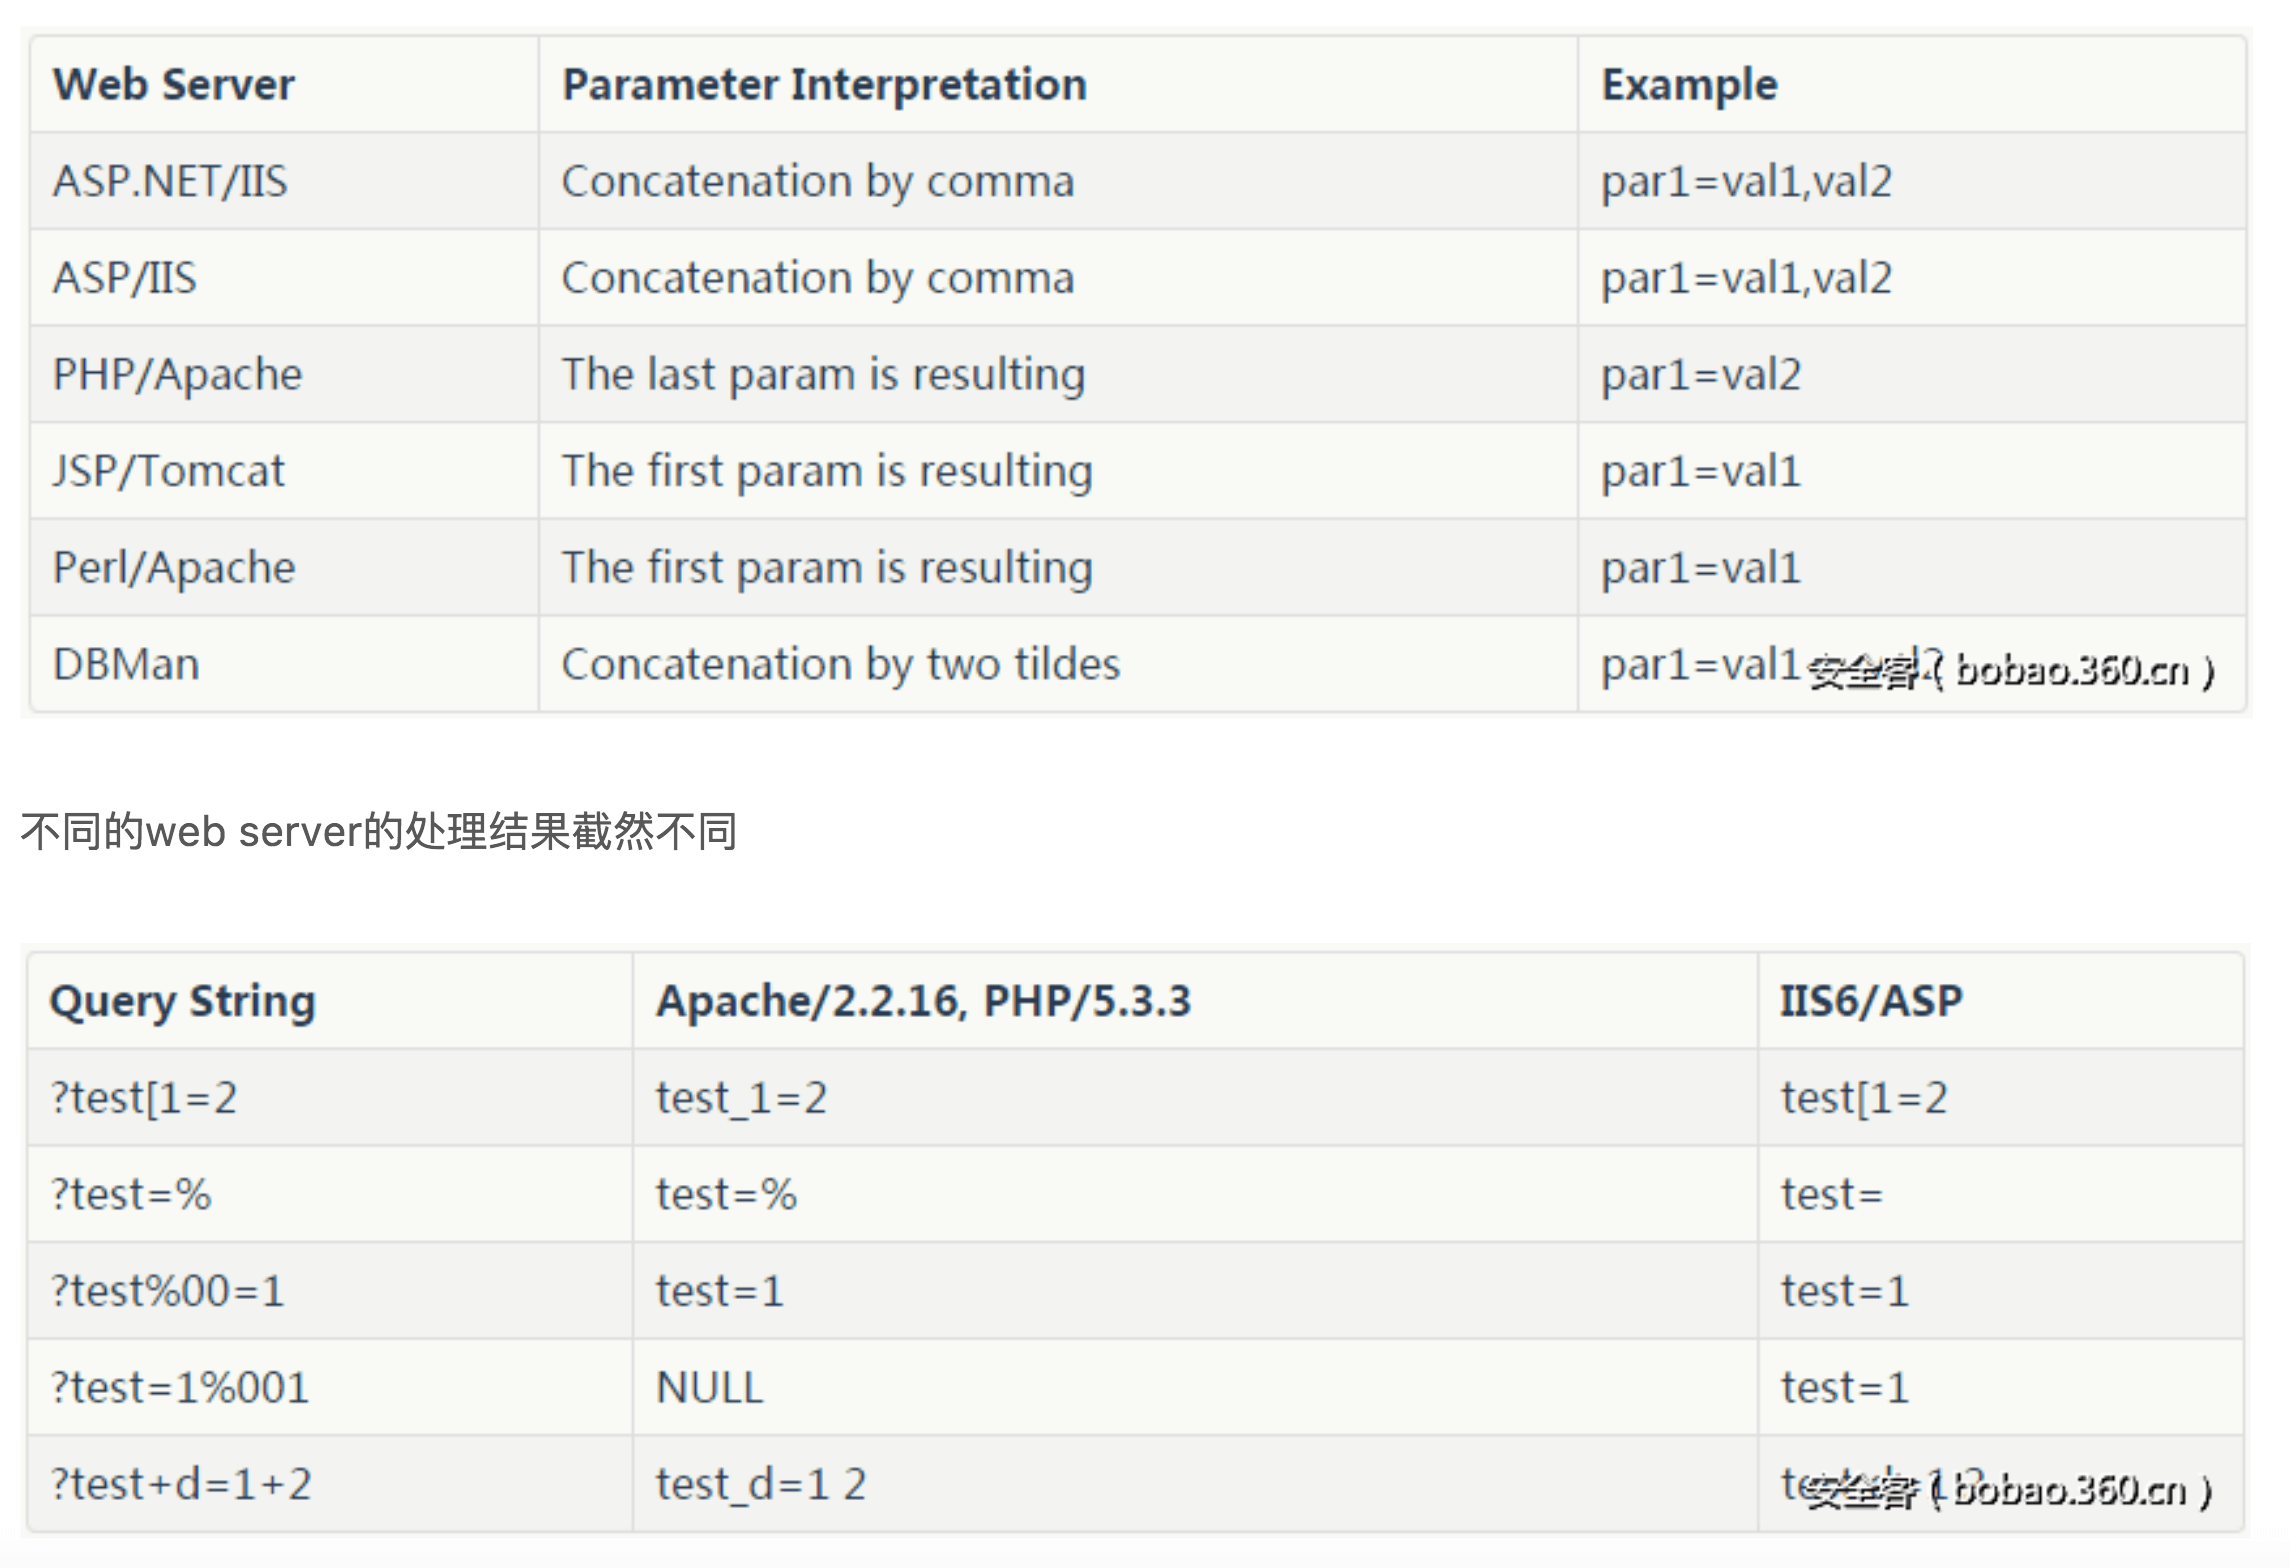 Web Server Parameter Interpretation Example
ASP.NET/IIS Concatenation by comma par1=val1,val2
ASP/IIS Concatenation by comma par1=val1,val2
PHP/Apache The last param is resulting par1=val2
JSP/Tomcat The first param is resulting par1=val1
Perl/Apache The first param is resulting par1=val1
DBMan Concatenation by two tildes par1=val1
安全客 ( bobao.360.cn )
不同的web server的处理结果截然不同
Query String Apache/2.2.16, PHP/5.3.3 IIS6/ASP
?test[1=2 test_1=2 test[1=2
?test=% test=% test=
?test%00=1 test=1 test=1
?test=1%001 NULL test=1
?test+d=1+2 test_d=1 2
安全客 ( bobao.360.cn )